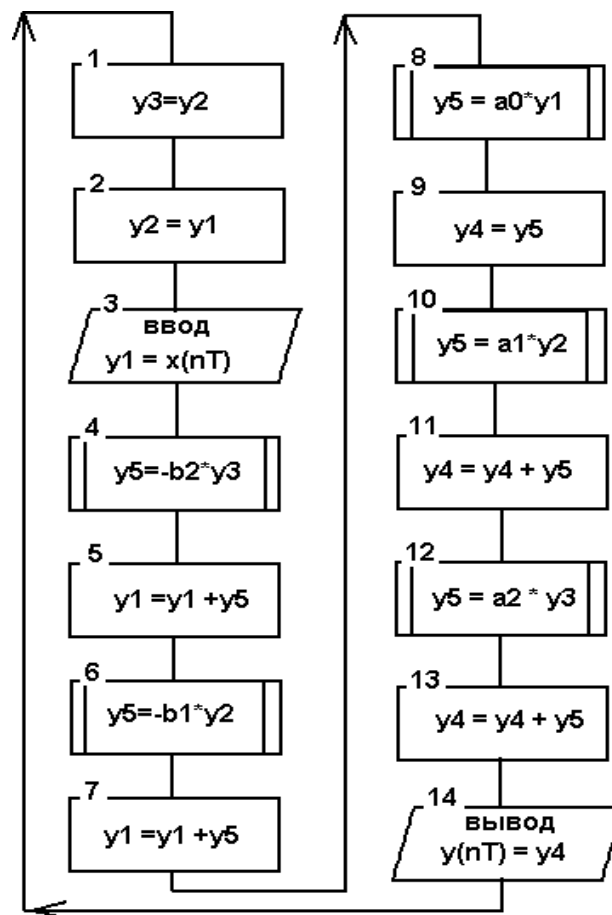 1
y3=y2
2
y2 = y1
3
ввод
y1 = x(nT)
4
y5=-b2*y3
5
y1 =y1 +y5
6
y5=-b1*y2
7
y1 =y1 +y5
8
y5 = a0*y1
9
y4 = y5
10
y5 = a1*y2
11
y4 = y4 + y5
12
y5 = a2 * y3
13
y4 = y4 + y5
14
вывод
y(nT) = y4